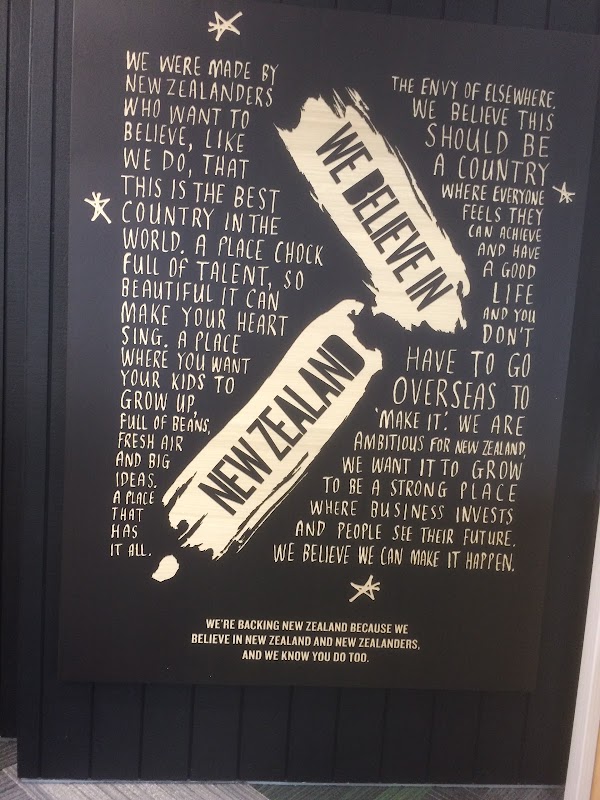 WE WERE MADE BY
NEW ZEALANDERS
WHO WANT TO
BELIEVE, LIKE
WE DO, THAT
THIS IS THE BEST
COUNTRY IN THE
WORLD. A PLACE CHOCK
FULL OF TALENT, SO
BEAUTIFUL IT CAN
MAKE YOUR HEART
SING. A PLACE
WHERE YOU WANT
YOUR KIDS TO
GROW UP,
FULL OF BEANS,
FRESH AIR
AND BIG
IDEAS.
A PLACE
THAT
HAS
IT ALL.
WE BELIEVE IN
NEW ZEALAND
THE ENVY OF ELSEWHERE.
WE BELIEVE THIS
SHOULD BE
A COUNTRY
WHERE EVERYONE
FEELS THEY
CAN ACHIEVE
AND HAVE
A GOOD
LIFE
AND YOU
DON'T
HAVE TO GO
OVERSEAS TO
'MAKE IT'. WE ARE
AMBITIOUS FOR NEW ZEALAND,
WE WANT IT TO GROW
TO BE A STRONG PLACE
WHERE BUSINESS INVESTS
AND PEOPLE SEE THEIR FUTURE.
WE BELIEVE WE CAN MAKE IT HAPPEN.
WE'RE BACKING NEW ZEALAND BECAUSE WE
BELIEVE IN NEW ZEALAND AND NEW ZEALANDERS,
AND WE KNOW YOU DO TOO.